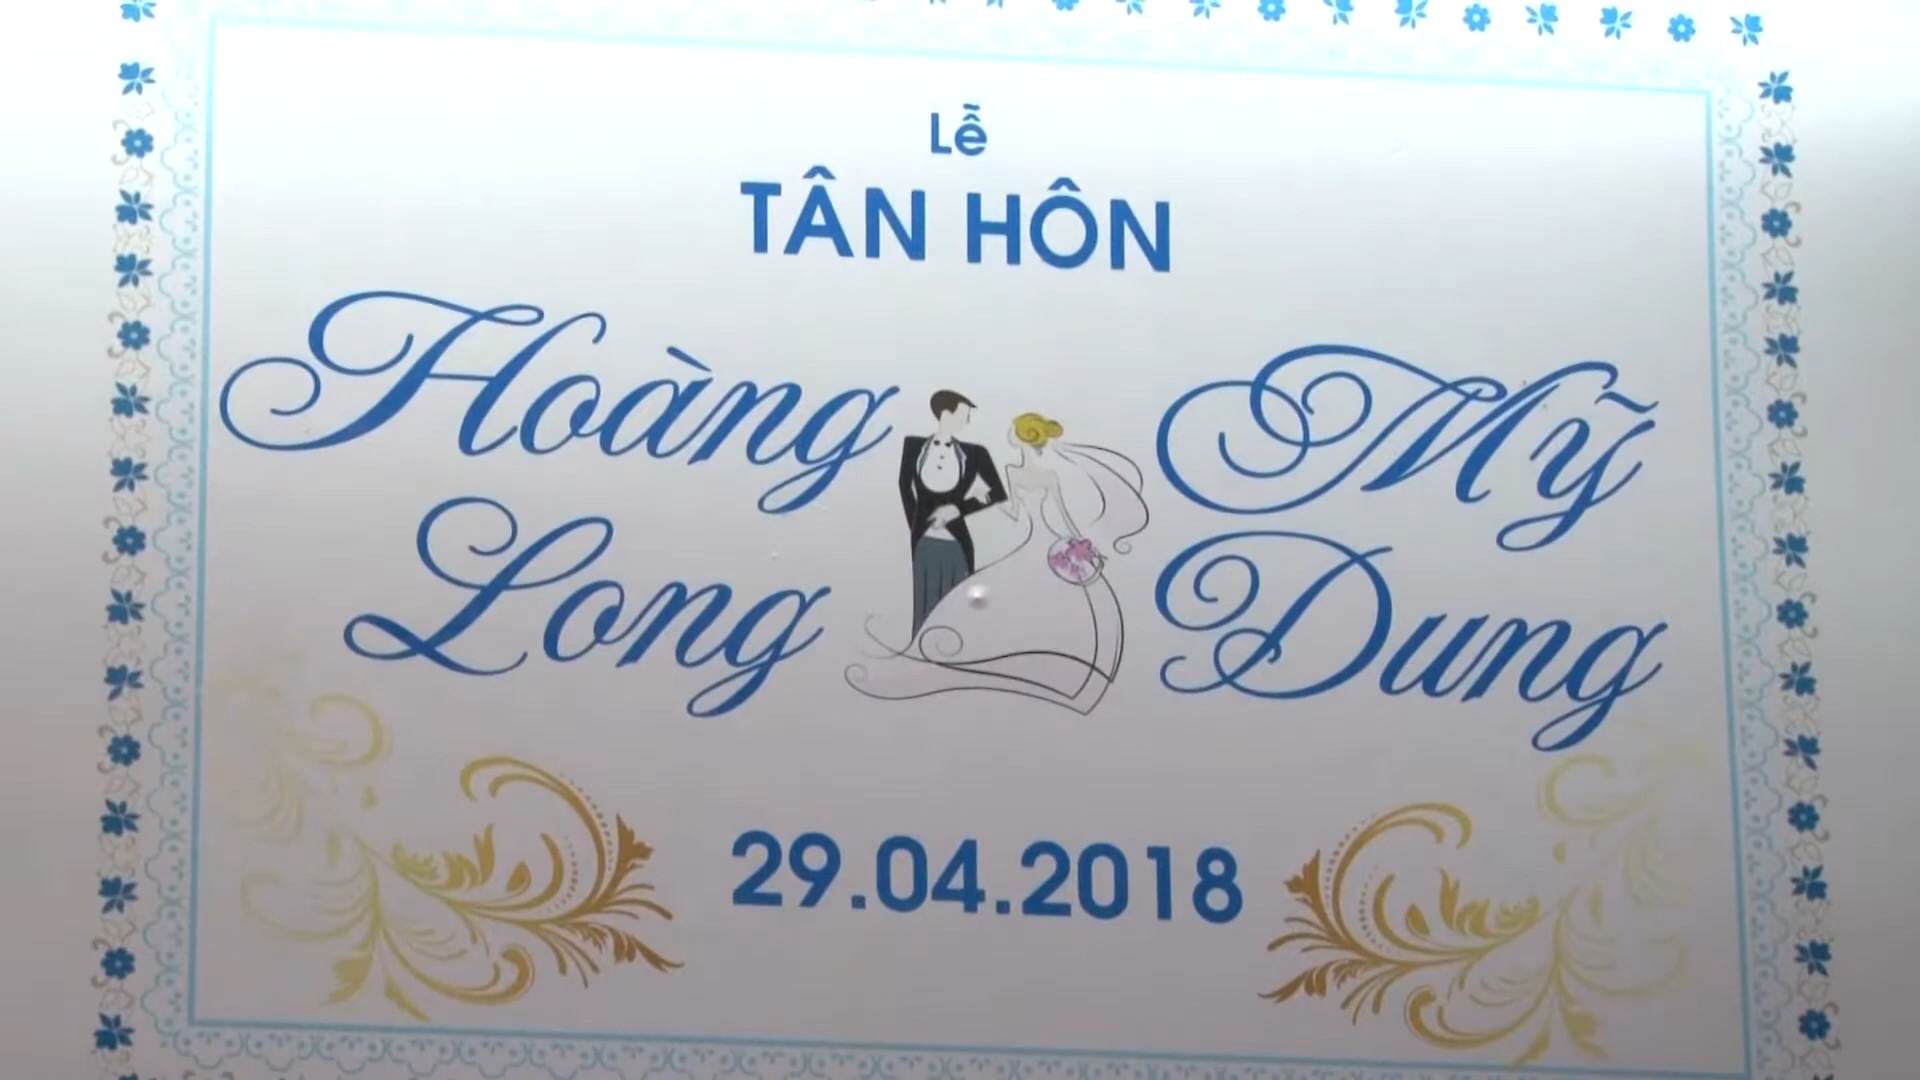 Lễ
TÂN HÔN
Hoàng
Long
Mỹ
Dung
29.04.2018